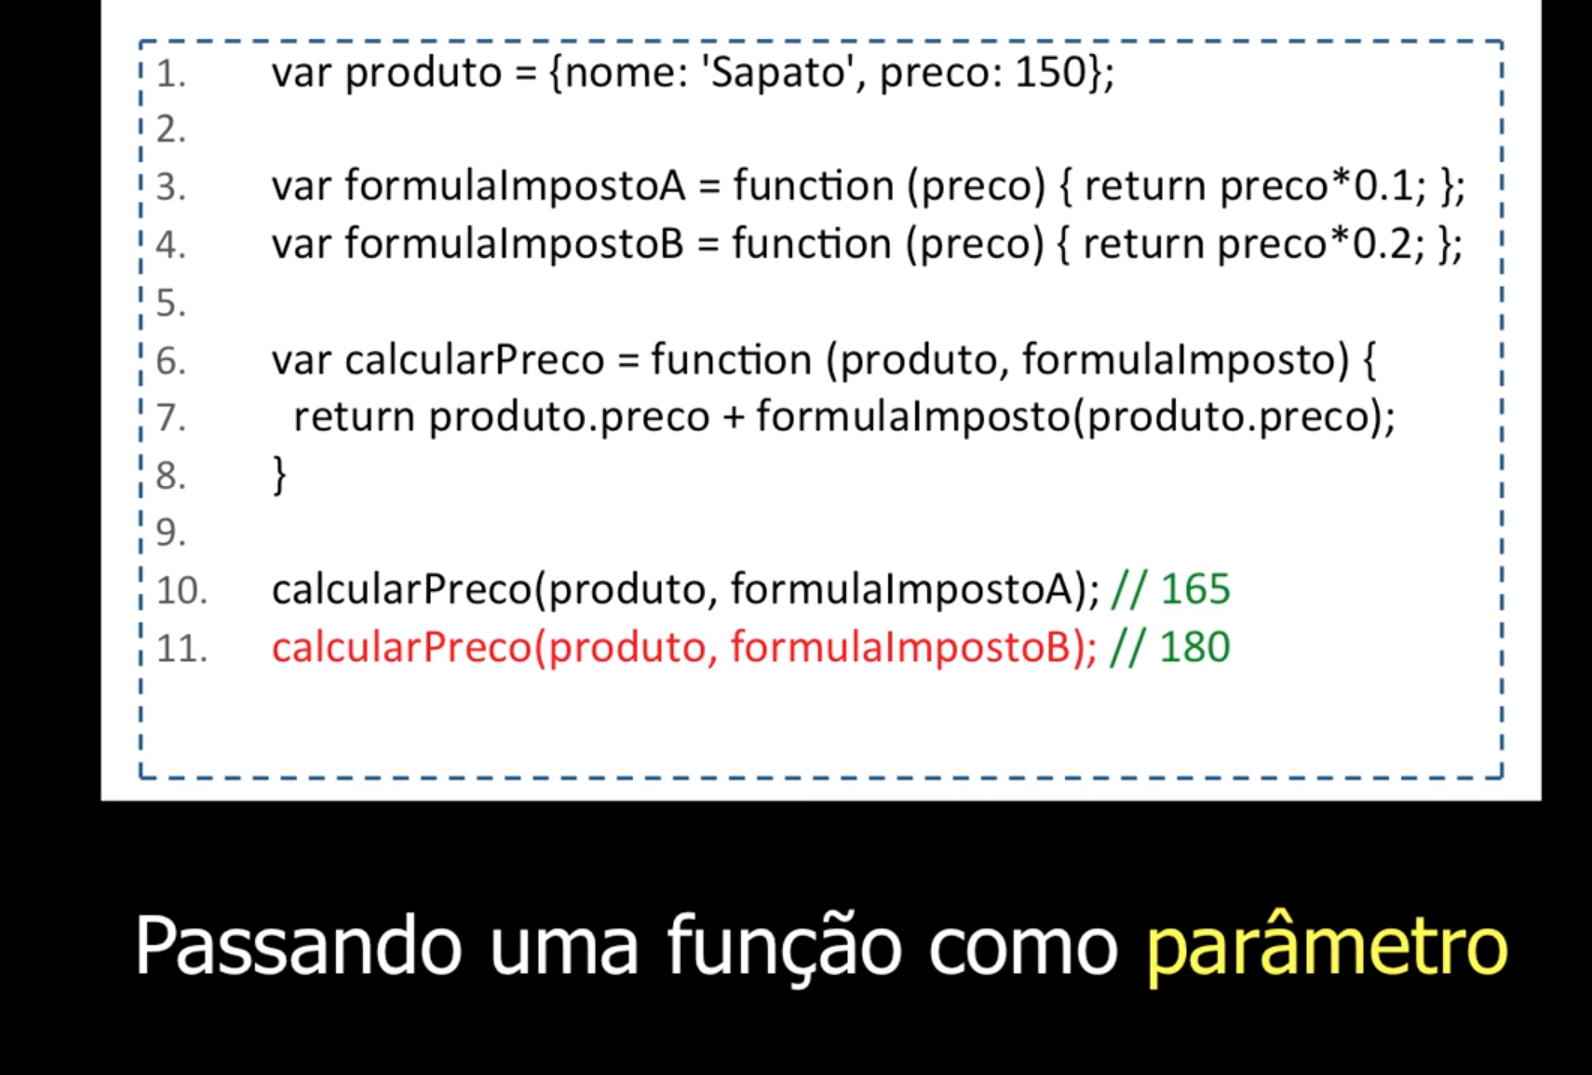 1. var produto = {nome: 'Sapato', preco: 150};
2.
3. var formulaImpostoA = function (preco) { return preco*0.1; };
4. var formulaImpostoB = function (preco) { return preco*0.2; };
5.
6. var calcularPreco = function (produto, formulaImposto) {
7. return produto.preco + formulaImposto(produto.preco);
8. }
9.
10. calcularPreco(produto, formulaImpostoA); // 165
11. calcularPreco(produto, formulaImpostoB); // 180
Passando uma função como parâmetro